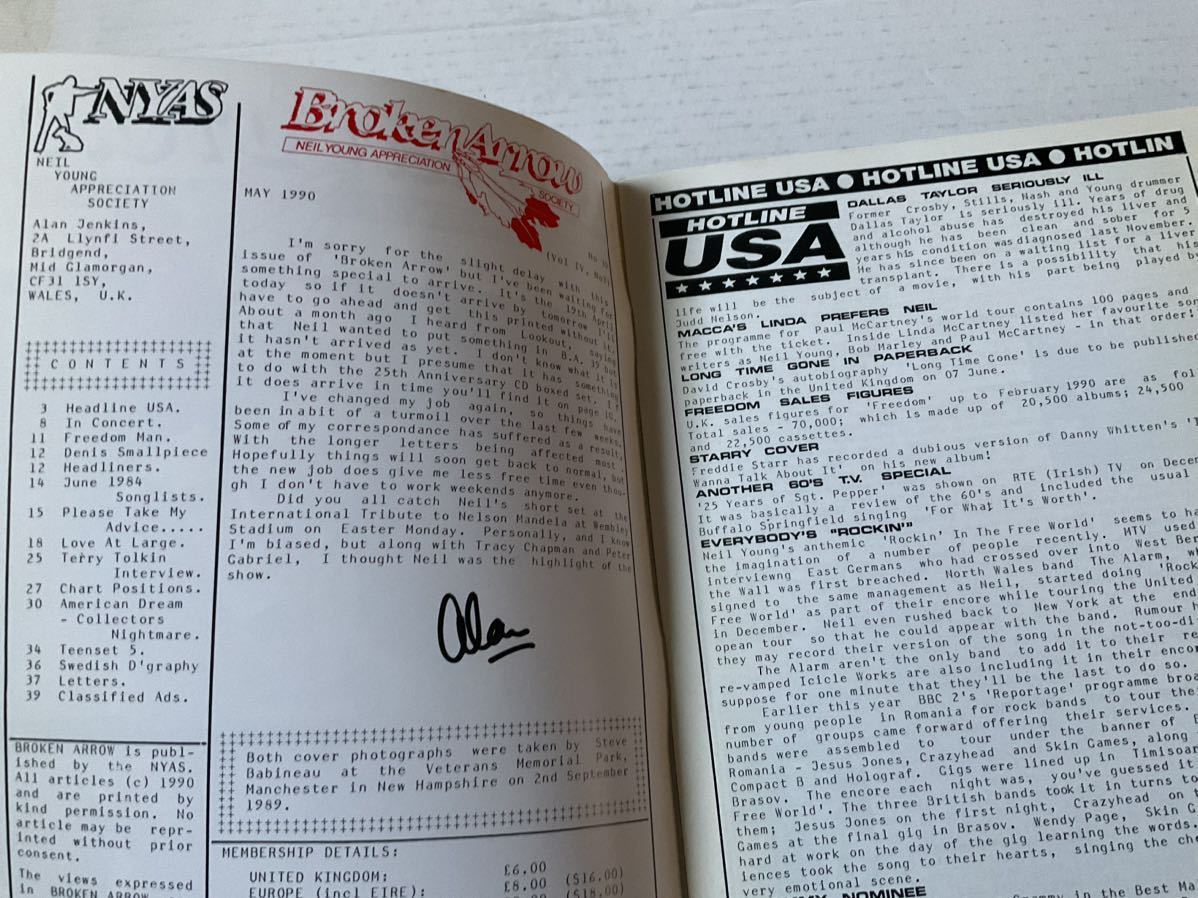 NYAS
NEIL
YOUNG
APPRECIATION
SOCIETY
Alan Jenkins,
2A Llynfi Street,
Bridgend,
Mid Glamorgan,
CF31 1SY,
WALES, U.K.
CONTENTS
3 Headline USA.
8 In Concert.
11 Freedom Man.
12 Denis Smallpiece
12 Headliners.
14 June 1984
Songlists.
15 Please Take My
Advice.....
18 Love At Large.
25 Terry Tolkin
Interview.
27 Chart Positions.
30 American Dream
- Collectors
Nightmare.
34 Teenset 5.
36 Swedish D'graphy
37 Letters.
39 Classified Ads.
BROKEN ARROW is publ-
ished by the NYAS.
All articles (c) 1990
and are printed by
kind permission. No
article may be repr-
inted without prior
consent.
The views expressed
in BROKEN ARROW
Broken Arrow
NEIL YOUNG APPRECIATION SOCIETY
MAY 1990
(Vol IV.
I'm sorry for the slight delay with this
issue of 'Broken Arrow' but I've been waiting for
something special to arrive. It's the 19th April
today so if it doesn't arrive by tomorrow I'll
have to go ahead and get this printed without it.
About a month ago I heard from Lookout, saying
that Neil wanted to put something in B.A. 39 but
it hasn't arrived as yet. I don't know what it is
at the moment but I presume that it has something
to do with the 25th Anniversary CD boxed set. If
it does arrive in time you'll find it on page
I've changed my job again, so things have
been in abit of a turmoil over the last few weeks.
Some of my correspondance has suffered as a result,
With the longer letters being affected most.
Hopefully things will soon get back to normal, but
the new job does give me less free time even thou-
gh I don't have to work weekends anymore.
Did you all catch Neil's short set at the
International Tribute to Nelson Mandela at Wembley
Stadium on Easter Monday. Personally, and I know
I'm biased, but along with Tracy Chapman and Peter
Gabriel, I thought Neil was the highlight of the
show.
Alan
Both cover photographs were taken by Steve
Babineau at the Veterans Memorial Park,
Manchester in New Hampshire on 2nd September
1989.
MEMBERSHIP DETAILS:
UNITED KINGDOM: £6.00 ($16.00)
EUROPE (incl EIRE): £8.00 ($18.00)
HOTLINE USA ● HOTLINE USA ● HOTLIN
HOTLINE
USA
DALLAS TAYLOR SERIOUSLY ILL
Former Crosby, Stills, Nash and Young drummer
Dallas Taylor is seriously ill. Years of drug
and alcohol abuse has destroyed his liver and
although he has been clean and sober for 5
years his condition was diagnosed last November.
He has since been on a waiting list for a liver
transplant. There is a possibility that his
life will be the subject of a movie, with his part being played by
Judd Nelson.
MACCA'S LINDA PREFERS NEIL
The programme for Paul McCartney's world tour contains 100 pages and
free with the ticket. Inside Linda McCartney listed her favourite so
writers as Neil Young, Bob Marley and Paul McCartney - in that order!
LONG TIME GONE IN PAPERBACK
David Crosby's autobiography 'Long Time Gone' is due to be published
paperback in the United Kingdom on 07 June.
FREEDOM SALES FIGURES
U.K. sales figures for 'Freedom' up to February 1990 are as fol
Total sales - 70,000; which is made up of 20,500 albums; 24,500
and 22,500 cassettes.
STARRY COVER
Freddie Starr has recorded a dubious version of Danny Whitten's 'I
Wanna Talk About It' on his new album!
ANOTHER 60'S T.V. SPECIAL
'25 Years of Sgt. Pepper' was shown on RTE (Irish) TV on Decem
It was basically a review of the 60's and included the usual
Buffalo Springfield singing 'For What It's Worth'.
EVERYBODY'S "ROCKIN'"
Neil Young's anthemic 'Rockin' In The Free World' seems to ha
the imagination of a number of people recently. MTV used
interviewng East Germans who had crossed over into West Ber
the Wall was first breached. North Wales band The Alarm, wh
signed to the same management as Neil, started doing 'Rock
Free World' as part of their encore while touring the United
in December. Neil even rushed back to New York at the end
opean tour so that he could appear with the band. Rumour h
they may record their version of the song in the not-too-di
The Alarm aren't the only band to add it to their re
re-vamped Icicle Works are also including it in their encor
suppose for one minute that they'll be the last to do so.
Earlier this year BBC 2's 'Reportage' programme broa
from young people in Romania for rock bands to tour the
number of groups came forward offering their services.
bands were assembled to tour under the banner of
Romania - Jesus Jones, Crazyhead and Skin Games, along
Compact B and Holograf. Gigs were lined up in Timisoar
Brasov. The encore each night was, you've guessed it
Free World'. The three British bands took it in turns to
them; Jesus Jones on the first night, Crazyhead on
Games at the final gig in Brasov. Wendy Page, Skin
hard at work on the day of the gig learning the words.
iences took the song to their hearts, singing the ch
very emotional scene.
NOMINEE
Grammy in the Best Ma